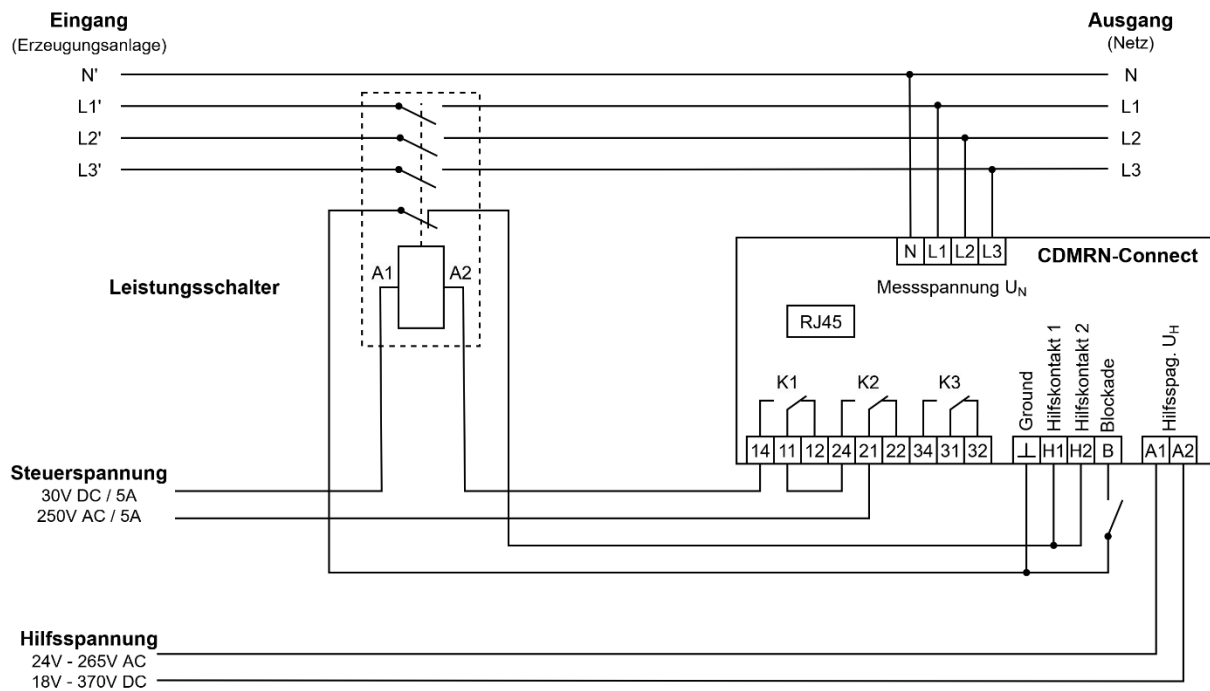 Eingang
(Erzeugungsanlage)
Ausgang
(Netz)
N'
N
L1'
L1
L2'
L2
L3'
L3
N L1 L2 L3
CDMRN-Connect
Messspannung UN
A1 A2
Leistungsschalter
RJ45
K1 K2 K3
Ground
Hilfskontakt 1
Hilfskontakt 2
Blockade
Hilfsspag. UH
14 11 12 24 21 22 34 31 32
⊥ H1 H2 B
A1 A2
Steuerspannung
30V DC / 5A
250V AC / 5A
Hilfsspannung
24V - 265V AC
18V - 370V DC